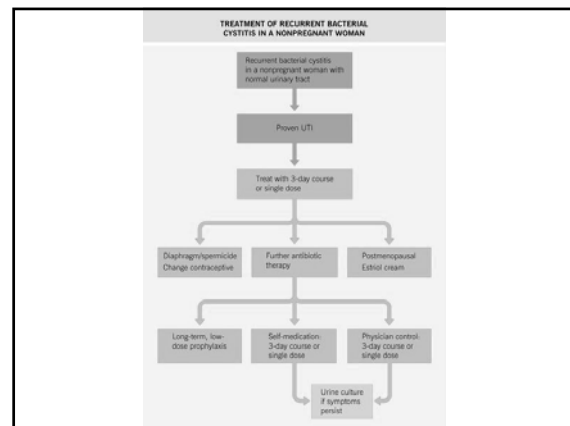 TREATMENT OF RECURRENT BACTERIAL
CYSTITIS IN A NONPREGNANT WOMAN
Recurrent bacterial cystitis
in a nonpregnant woman with
normal urinary tract
Proven UTI
Treat with 3-day course
or single dose
Diaphragm/spermicide
Change contraceptive
Further antibiotic
therapy
Postmenopausal
Estriol cream
Long-term, low-
dose prophylaxis
Self-medication:
3-day course or
single dose
Physician control:
3-day course or
single dose
Urine culture
if symptoms
persist